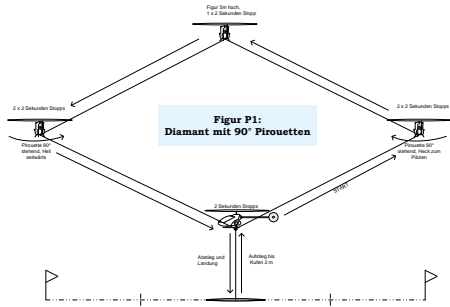 Figur 5m hoch,
1 x 2 Sekunden Stopp
2 x 2 Sekunden Stopps
2 x 2 Sekunden Stopps
Figur P1:
Diamant mit 90° Pirouetten
Pirouette 90°
stehend, Heli
seitwärts
Pirouette 90°
stehend, Heck zum
Piloten
START
2 Sekunden Stopps
Abstieg und
Landung
Aufstieg bis
Kufen 2 m